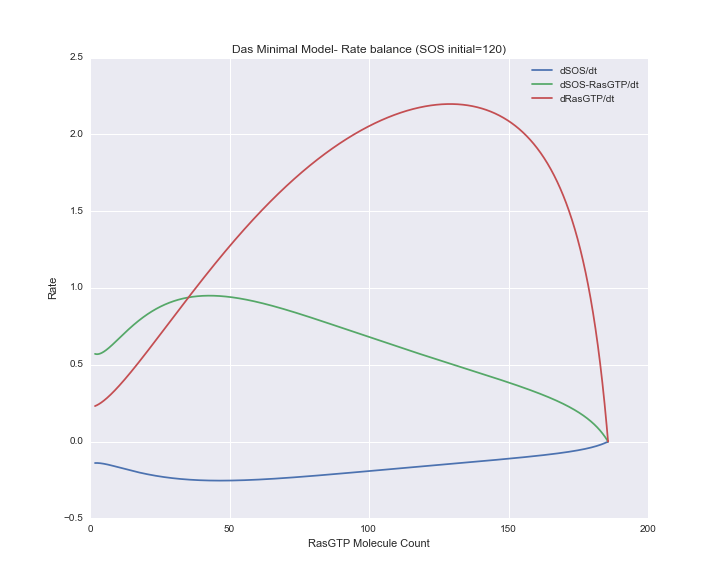 Das Minimal Model- Rate balance (SOS initial=120)
dSOS/dt
dSOS-RasGTP/dt
dRasGTP/dt
2.5
2.0
1.5
1.0
0.5
0.0
−0.5
Rate
0
50
100
150
200
RasGTP Molecule Count